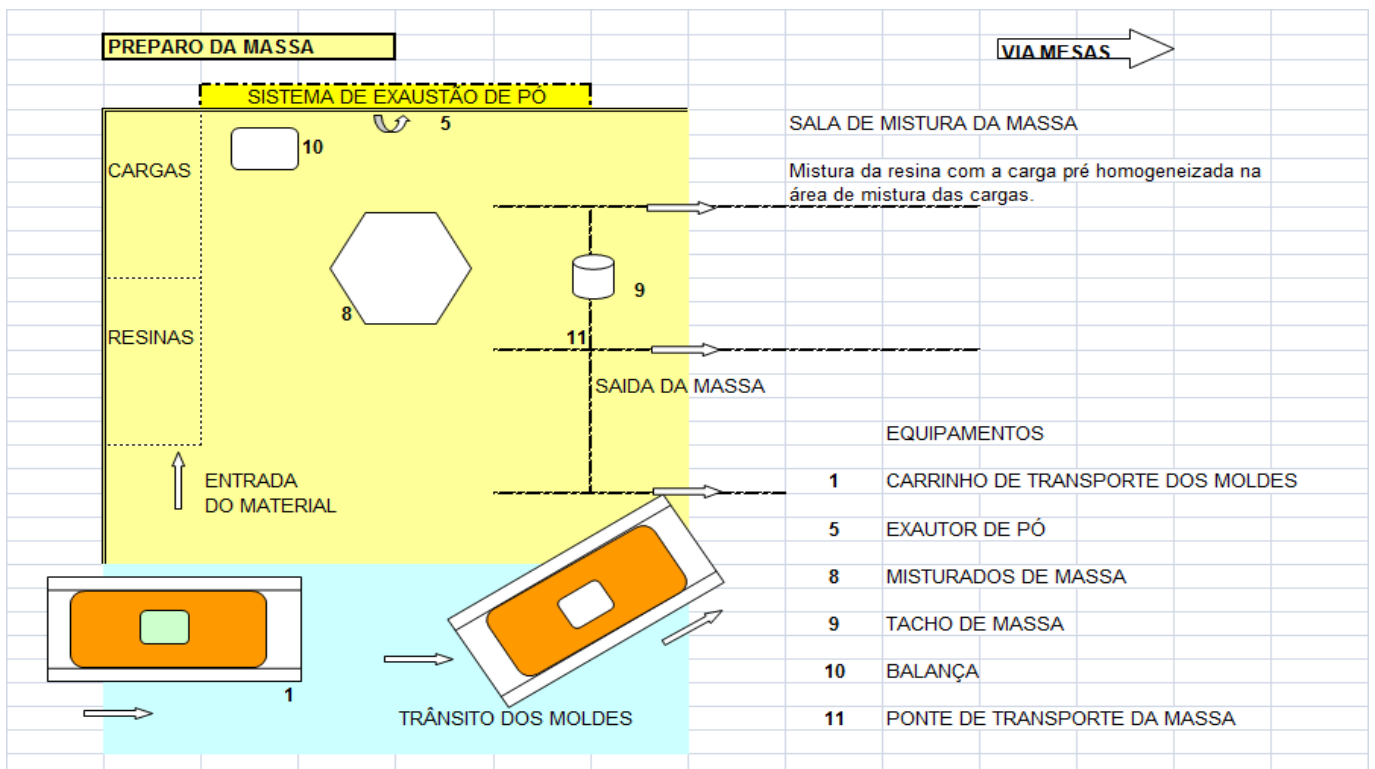 PREPARO DA MASSA
VIA MESAS
SISTEMA DE EXAUSTÃO DE PÓ
5
10
CARGAS
SALA DE MISTURA DA MASSA
Mistura da resina com a carga pré homogeneizada na
área de mistura das cargas.
9
8
RESINAS
11
SAIDA DA MASSA
ENTRADA
DO MATERIAL
EQUIPAMENTOS
1 CARRINHO DE TRANSPORTE DOS MOLDES
5 EXAUTOR DE PÓ
8 MISTURADOS DE MASSA
9 TACHO DE MASSA
10 BALANÇA
11 PONTE DE TRANSPORTE DA MASSA
1
TRÂNSITO DOS MOLDES